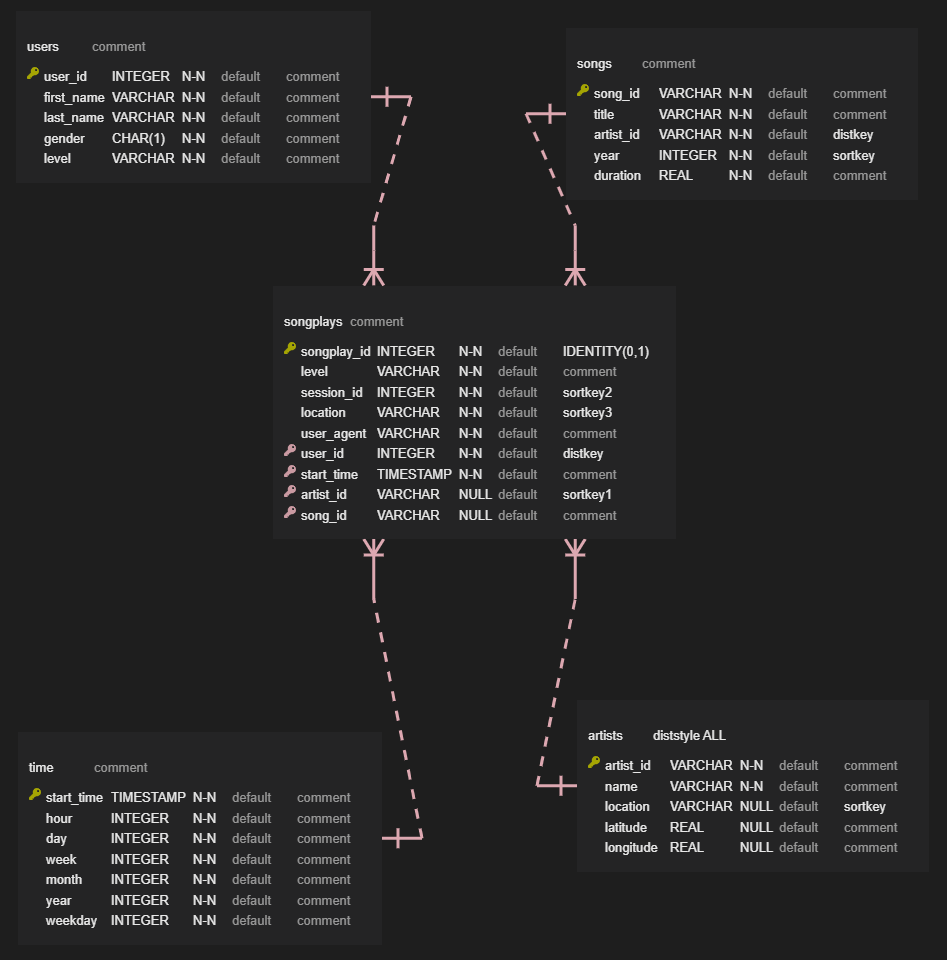 users comment
user_id INTEGER N-N default comment
first_name VARCHAR N-N default comment
last_name VARCHAR N-N default comment
gender CHAR(1) N-N default comment
level VARCHAR N-N default comment
songs comment
song_id VARCHAR N-N default comment
title VARCHAR N-N default comment
artist_id VARCHAR N-N default distkey
year INTEGER N-N default sortkey
duration REAL N-N default comment
songplays comment
songplay_id INTEGER N-N default IDENTITY(0,1)
level VARCHAR N-N default comment
session_id INTEGER N-N default sortkey2
location VARCHAR N-N default sortkey3
user_agent VARCHAR N-N default comment
user_id INTEGER N-N default distkey
start_time TIMESTAMP N-N default comment
artist_id VARCHAR NULL default sortkey1
song_id VARCHAR NULL default comment
time comment
start_time TIMESTAMP N-N default comment
hour INTEGER N-N default comment
day INTEGER N-N default comment
week INTEGER N-N default comment
month INTEGER N-N default comment
year INTEGER N-N default comment
weekday INTEGER N-N default comment
artists diststyle ALL
artist_id VARCHAR N-N default comment
name VARCHAR N-N default comment
location VARCHAR NULL default sortkey
latitude REAL NULL default comment
longitude REAL NULL default comment